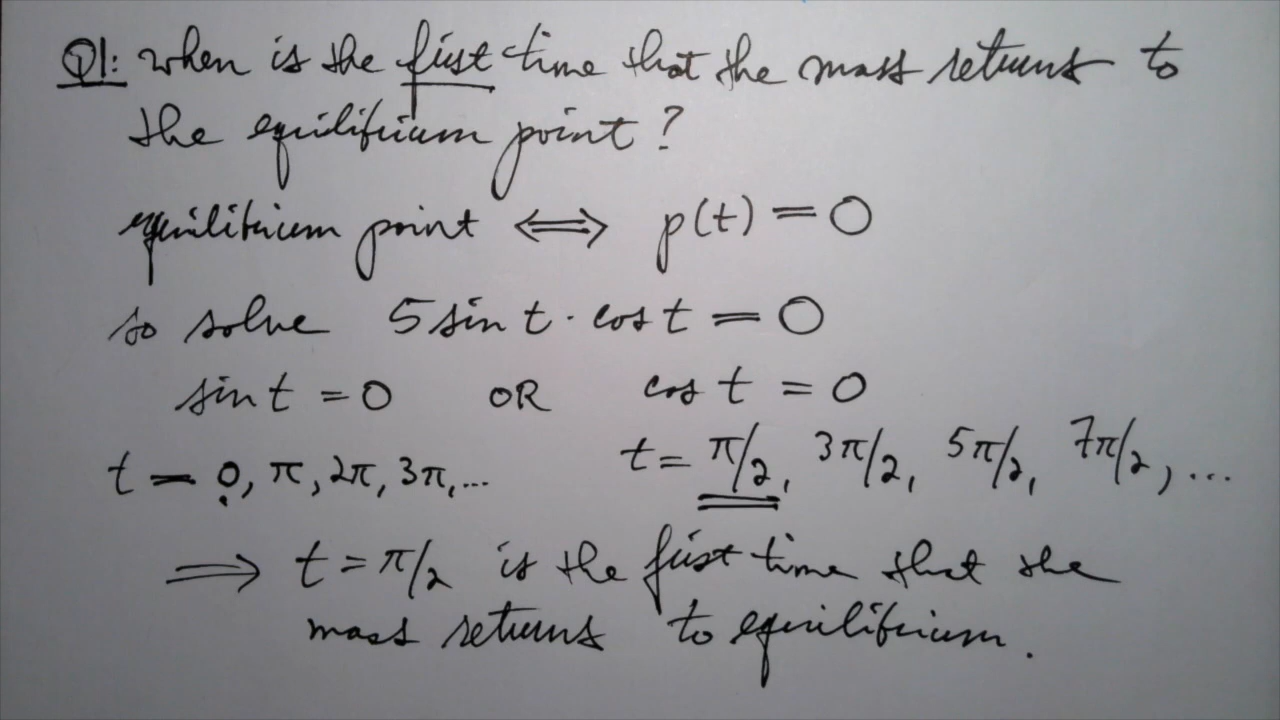 Q1: when is the first time that the mass returns to
the equilibrium point?
equilibrium point ⟺ p(t) = 0
so solve 5 sin t · cos t = 0
sin t = 0 OR cos t = 0
t = 0, π, 2π, 3π, ... t = π/2, 3π/2, 5π/2, 7π/2, ...
⟹ t = π/2 is the first time that the
mass returns to equilibrium.